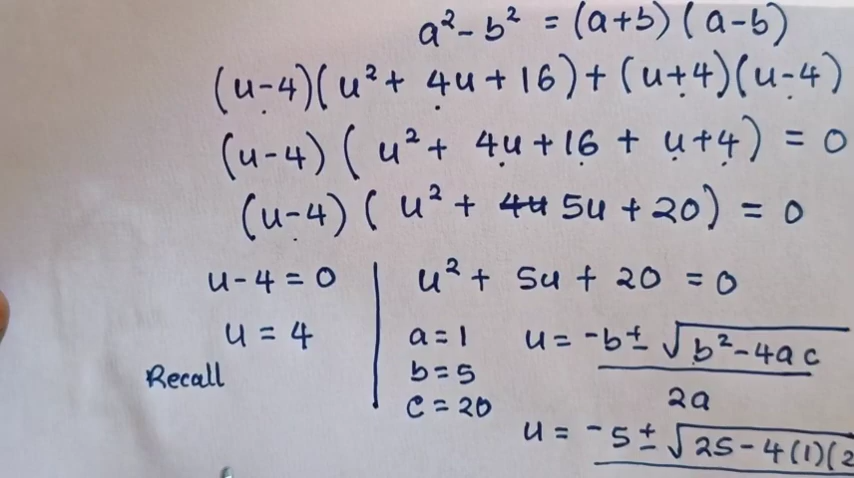 a² - b² = (a+b)(a-b)
(u-4)(u² + 4u + 16) + (u+4)(u-4)
(u-4)(u² + 4u + 16 + u+4) = 0
(u-4)(u² + 4u 5u + 20) = 0
u - 4 = 0
u = 4
Recall
u² + 5u + 20 = 0
a = 1
b = 5
c = 20
u = -b ± √b² - 4ac
2a
u = -5 ± √25 - 4(1)(2